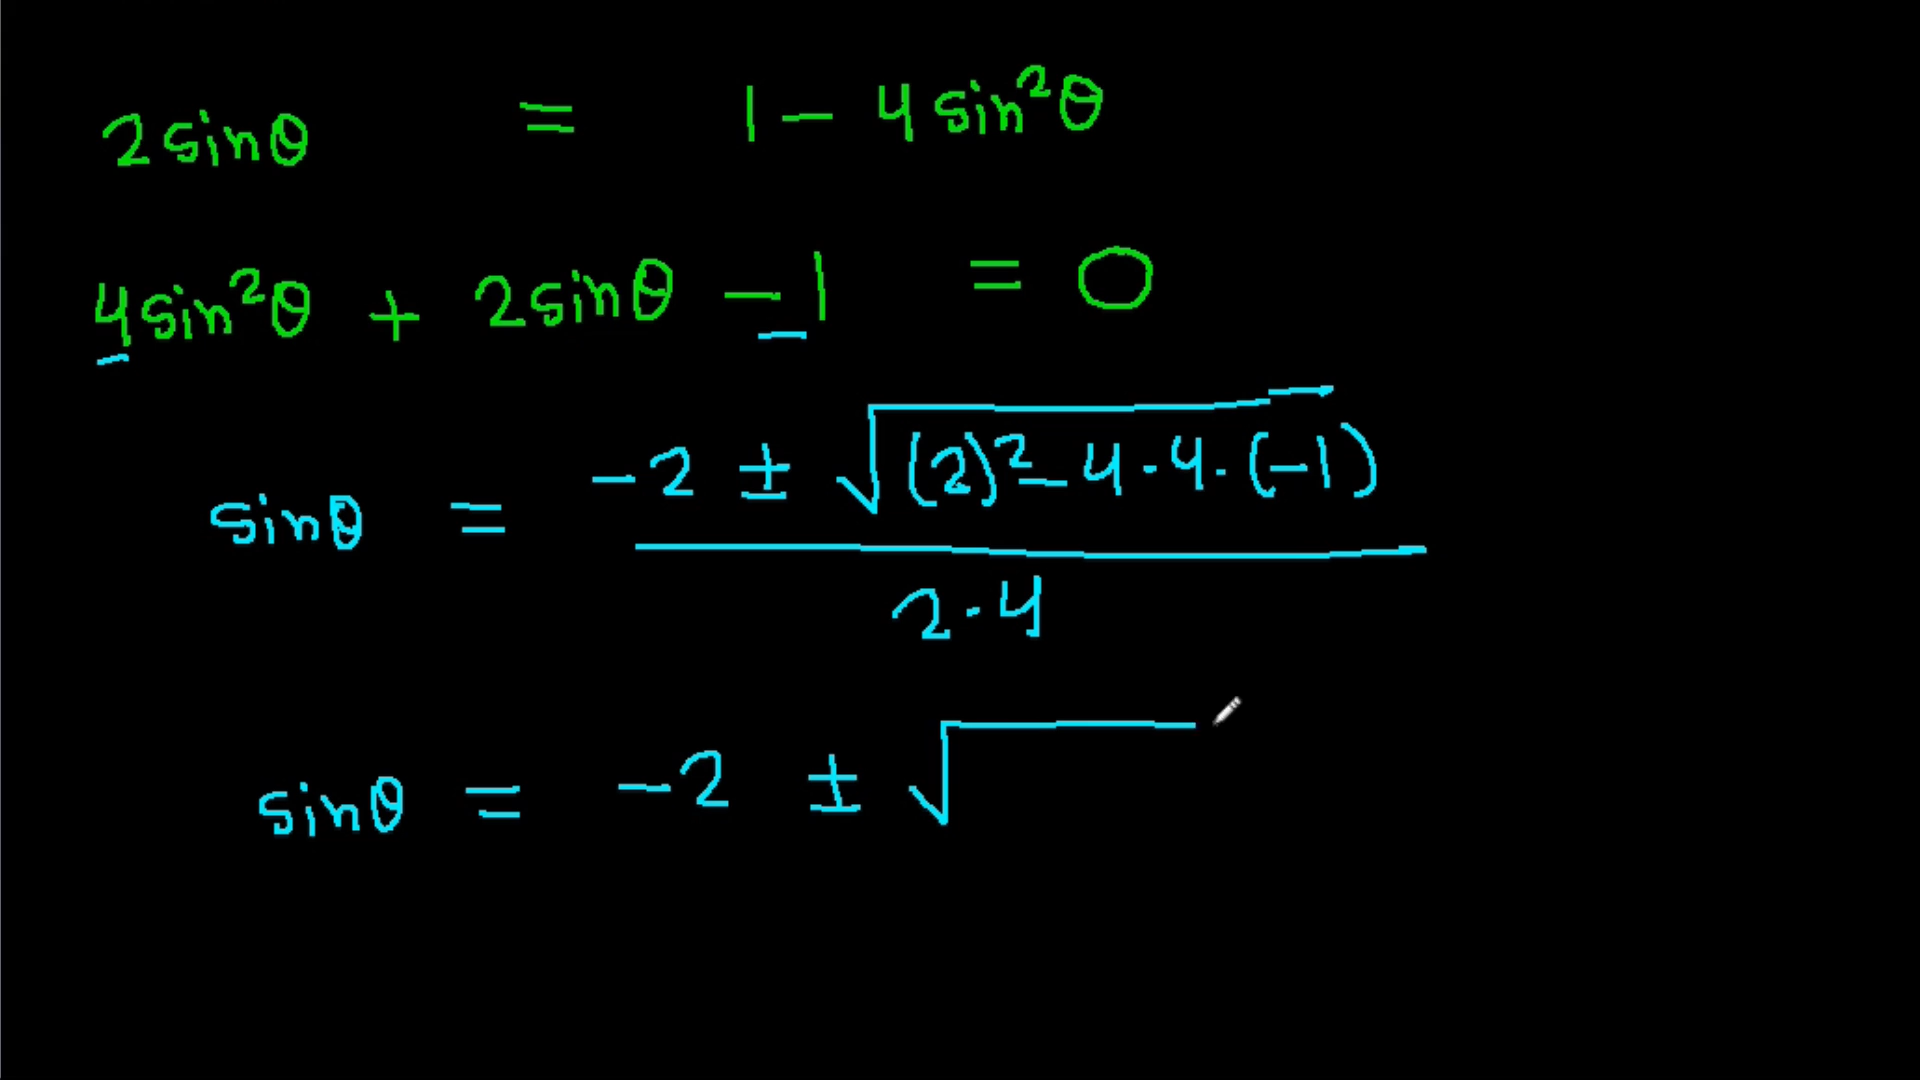 2sinθ = 1 - 4sin²θ
4sin²θ + 2sinθ - 1 = 0
sinθ = (-2 ± √((2)² - 4·4·(-1))) / (2·4)
sinθ = -2 ± √